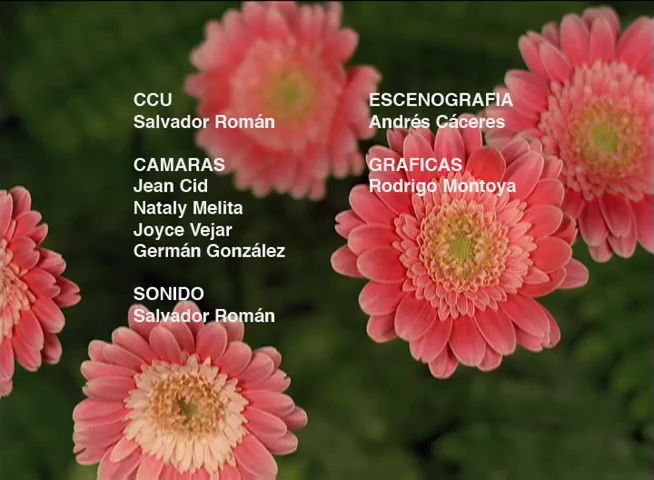 CCU
Salvador Román
CAMARAS
Jean Cid
Nataly Melita
Joyce Vejar
Germán González
SONIDO
Salvador Román
ESCENOGRAFIA
Andrés Cáceres
GRAFICAS
Rodrigo Montoya